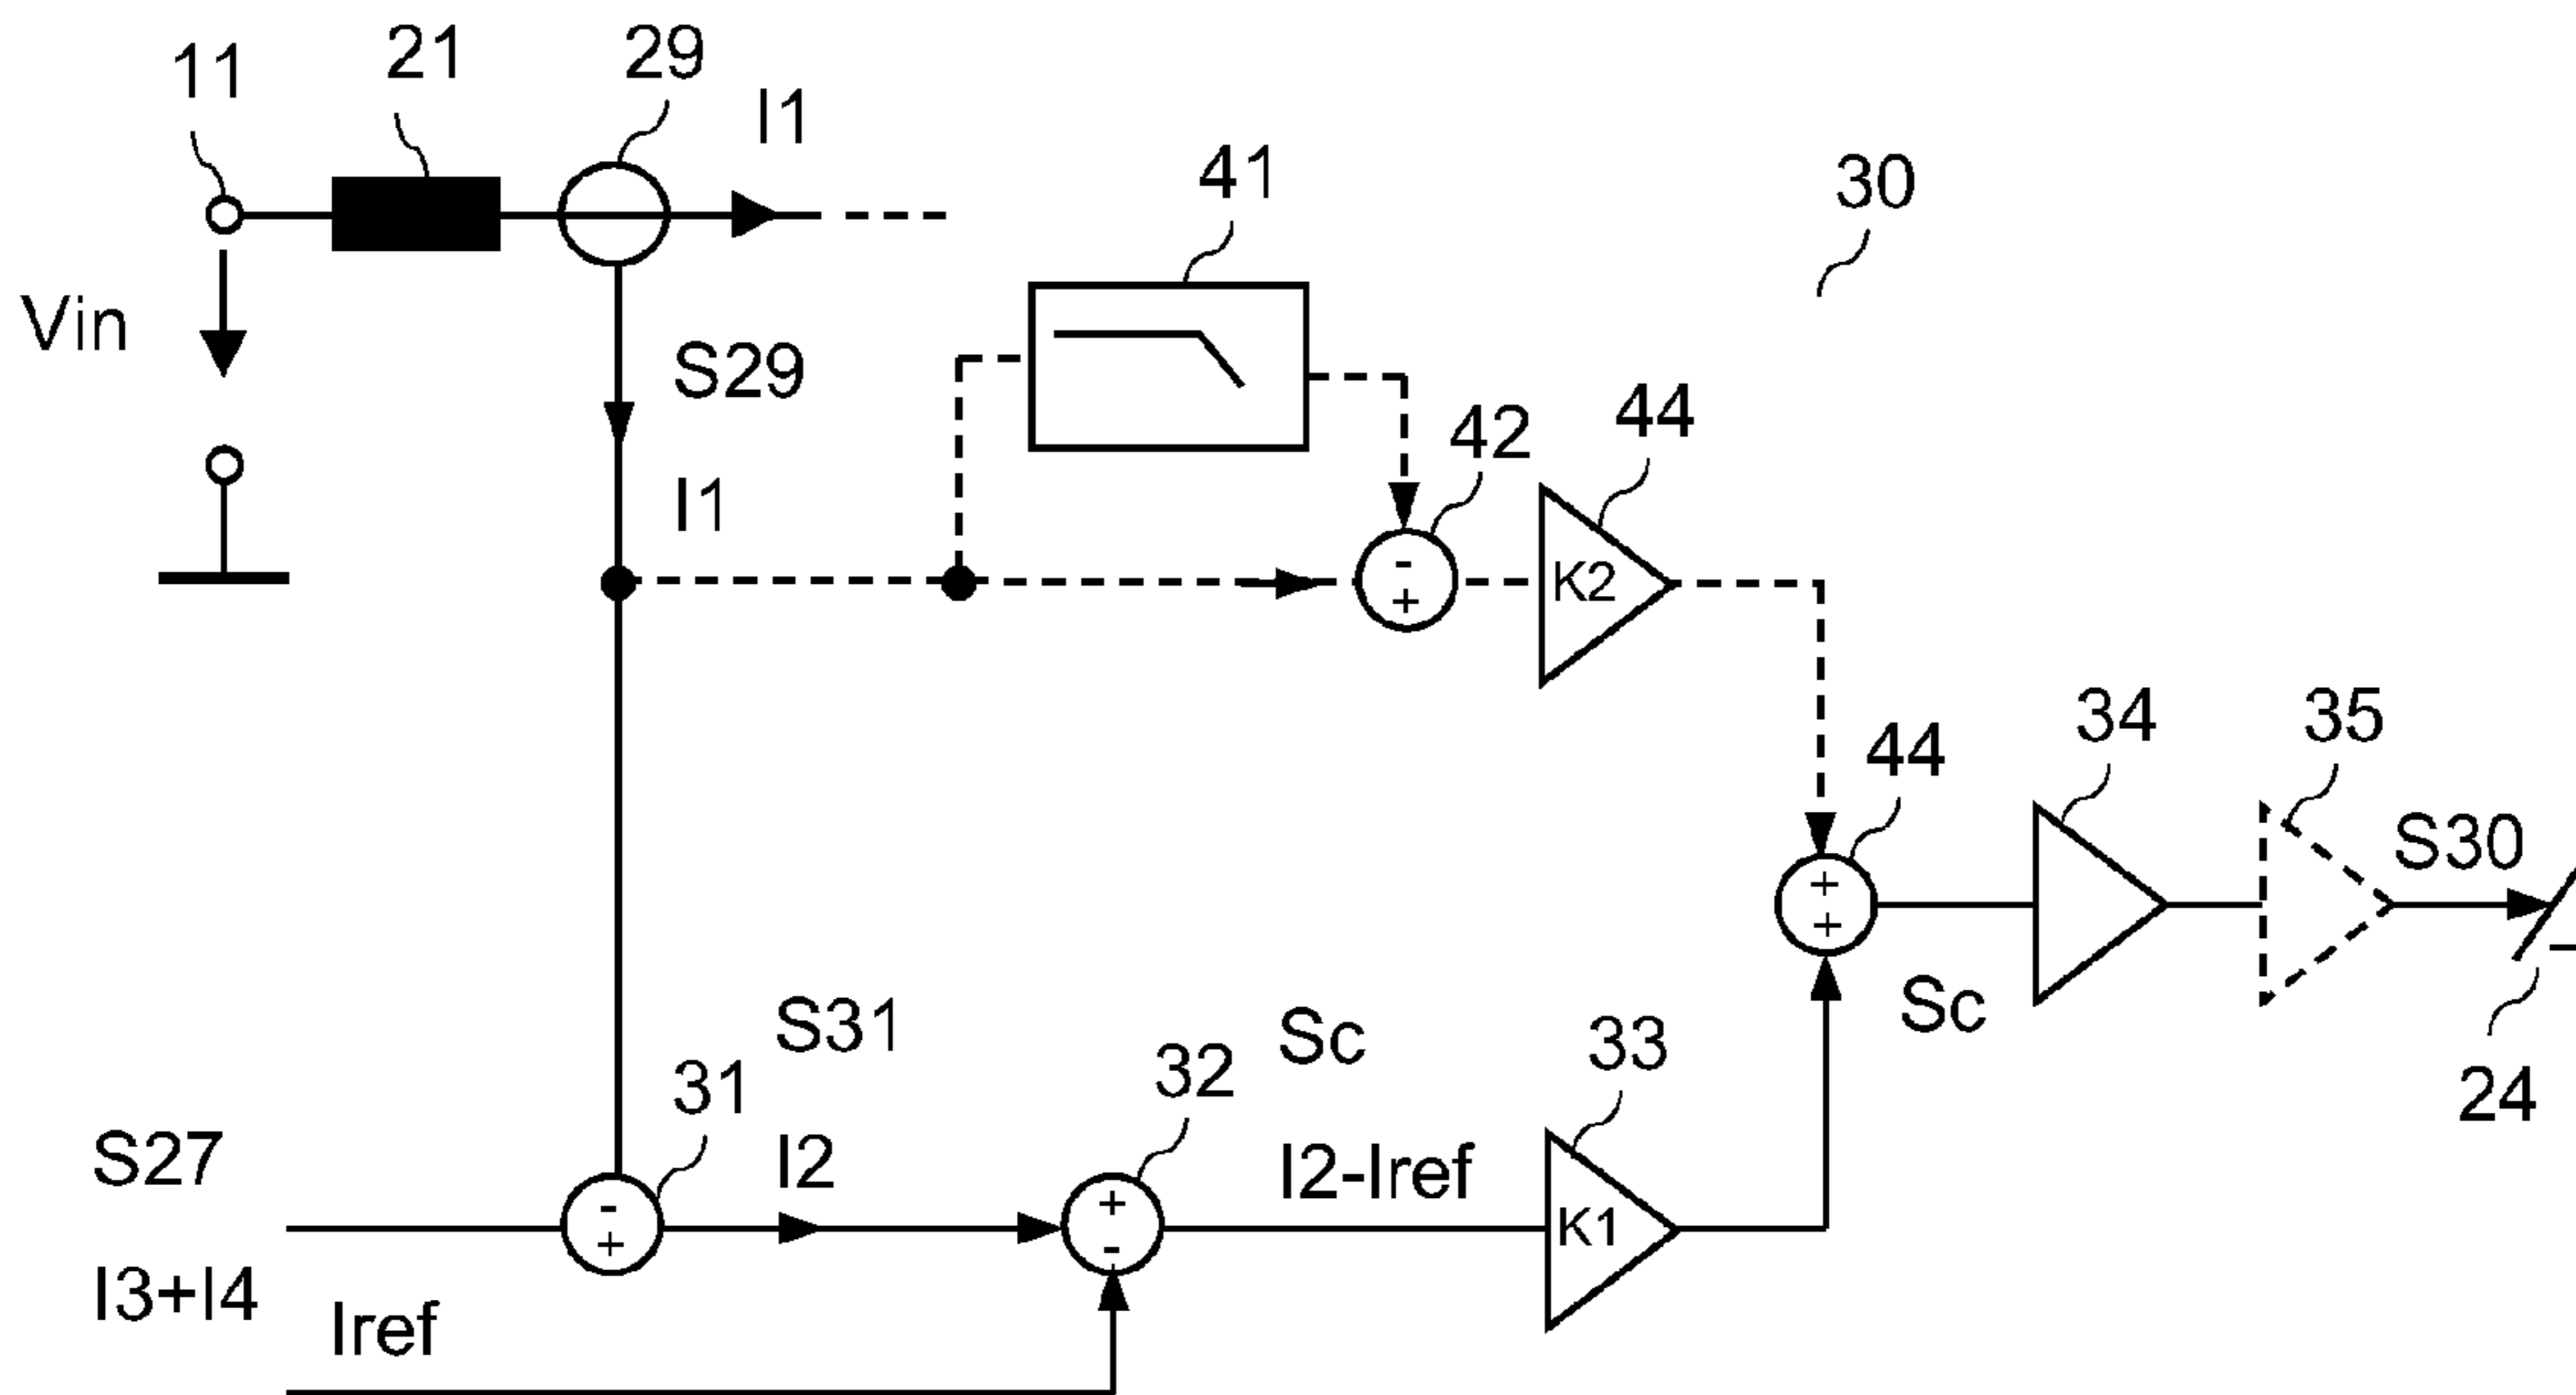 11
21
29
I1
41
30
Vin
S29
42
44
I1
K2
44
34
35
S30
-
+
+
+
S31
Sc
Sc
31
32
33
24
S27
I2
I2-Iref
-
+
+
-
K1
I3+I4
Iref